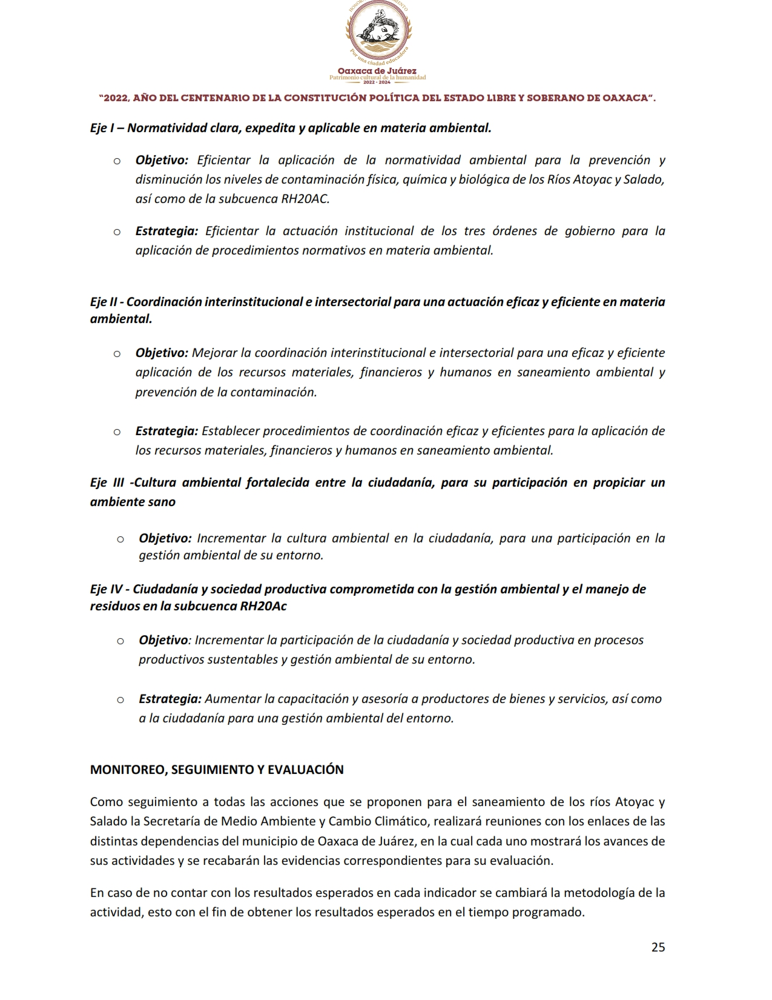 Por una ciudad educadora
Oaxaca de Juárez
Patrimonio cultural de la humanidad
2022 - 2024
“2022, AÑO DEL CENTENARIO DE LA CONSTITUCIÓN POLÍTICA DEL ESTADO LIBRE Y SOBERANO DE OAXACA”.
Eje I – Normatividad clara, expedita y aplicable en materia ambiental.
o Objetivo: Eficientar la aplicación de la normatividad ambiental para la prevención y
disminución los niveles de contaminación física, química y biológica de los Ríos Atoyac y Salado,
así como de la subcuenca RH20AC.
o Estrategia: Eficientar la actuación institucional de los tres órdenes de gobierno para la
aplicación de procedimientos normativos en materia ambiental.
Eje II - Coordinación interinstitucional e intersectorial para una actuación eficaz y eficiente en materia
ambiental.
o Objetivo: Mejorar la coordinación interinstitucional e intersectorial para una eficaz y eficiente
aplicación de los recursos materiales, financieros y humanos en saneamiento ambiental y
prevención de la contaminación.
o Estrategia: Establecer procedimientos de coordinación eficaz y eficientes para la aplicación de
los recursos materiales, financieros y humanos en saneamiento ambiental.
Eje III -Cultura ambiental fortalecida entre la ciudadanía, para su participación en propiciar un
ambiente sano
o Objetivo: Incrementar la cultura ambiental en la ciudadanía, para una participación en la
gestión ambiental de su entorno.
Eje IV - Ciudadanía y sociedad productiva comprometida con la gestión ambiental y el manejo de
residuos en la subcuenca RH20Ac
o Objetivo: Incrementar la participación de la ciudadanía y sociedad productiva en procesos
productivos sustentables y gestión ambiental de su entorno.
o Estrategia: Aumentar la capacitación y asesoría a productores de bienes y servicios, así como
a la ciudadanía para una gestión ambiental del entorno.
MONITOREO, SEGUIMIENTO Y EVALUACIÓN
Como seguimiento a todas las acciones que se proponen para el saneamiento de los ríos Atoyac y
Salado la Secretaría de Medio Ambiente y Cambio Climático, realizará reuniones con los enlaces de las
distintas dependencias del municipio de Oaxaca de Juárez, en la cual cada uno mostrará los avances de
sus actividades y se recabarán las evidencias correspondientes para su evaluación.
En caso de no contar con los resultados esperados en cada indicador se cambiará la metodología de la
actividad, esto con el fin de obtener los resultados esperados en el tiempo programado.
25